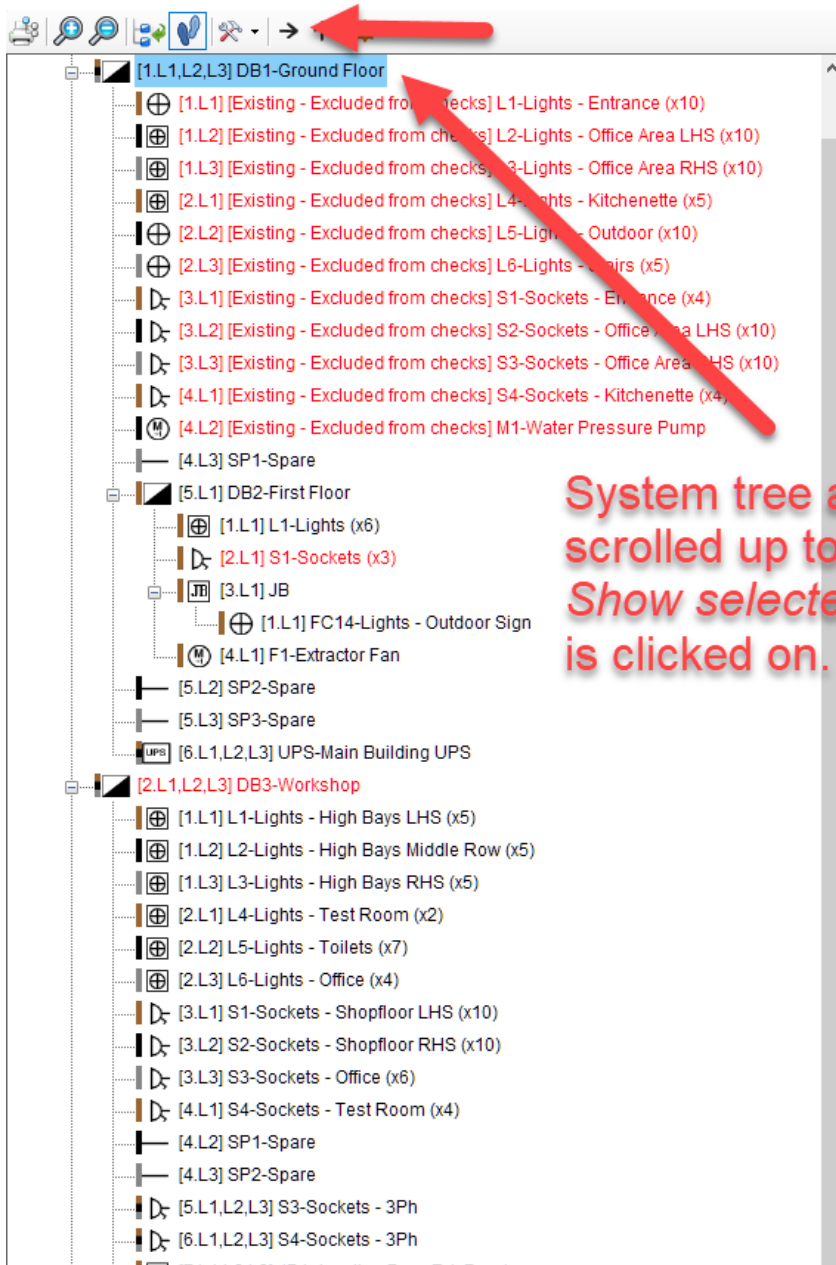 [1.L1,L2,L3] DB1-Ground Floor
[1.L1] [Existing - Excluded from checks] L1-Lights - Entrance (x10)
[1.L2] [Existing - Excluded from checks] L2-Lights - Office Area LHS (x10)
[1.L3] [Existing - Excluded from checks] L3-Lights - Office Area RHS (x10)
[2.L1] [Existing - Excluded from checks] L4-Lights - Kitchenette (x5)
[2.L2] [Existing - Excluded from checks] L5-Lights - Outdoor (x10)
[2.L3] [Existing - Excluded from checks] L6-Lights - Stairs (x5)
[3.L1] [Existing - Excluded from checks] S1-Sockets - Entrance (x4)
[3.L2] [Existing - Excluded from checks] S2-Sockets - Office Area LHS (x10)
[3.L3] [Existing - Excluded from checks] S3-Sockets - Office Area RHS (x10)
[4.L1] [Existing - Excluded from checks] S4-Sockets - Kitchenette (x4)
M [4.L2] [Existing - Excluded from checks] M1-Water Pressure Pump
[4.L3] SP1-Spare
[5.L1] DB2-First Floor
[1.L1] L1-Lights (x6)
[2.L1] S1-Sockets (x3)
JB [3.L1] JB
[1.L1] FC14-Lights - Outdoor Sign
M [4.L1] F1-Extractor Fan
System tree
scrolled up to
Show selecte
is clicked on.
[5.L2] SP2-Spare
[5.L3] SP3-Spare
UPS [6.L1,L2,L3] UPS-Main Building UPS
[2.L1,L2,L3] DB3-Workshop
[1.L1] L1-Lights - High Bays LHS (x5)
[1.L2] L2-Lights - High Bays Middle Row (x5)
[1.L3] L3-Lights - High Bays RHS (x5)
[2.L1] L4-Lights - Test Room (x2)
[2.L2] L5-Lights - Toilets (x7)
[2.L3] L6-Lights - Office (x4)
[3.L1] S1-Sockets - Shopfloor LHS (x10)
[3.L2] S2-Sockets - Shopfloor RHS (x10)
[3.L3] S3-Sockets - Office (x6)
[4.L1] S4-Sockets - Test Room (x4)
[4.L2] SP1-Spare
[4.L3] SP2-Spare
[5.L1,L2,L3] S3-Sockets - 3Ph
[6.L1,L2,L3] S4-Sockets - 3Ph